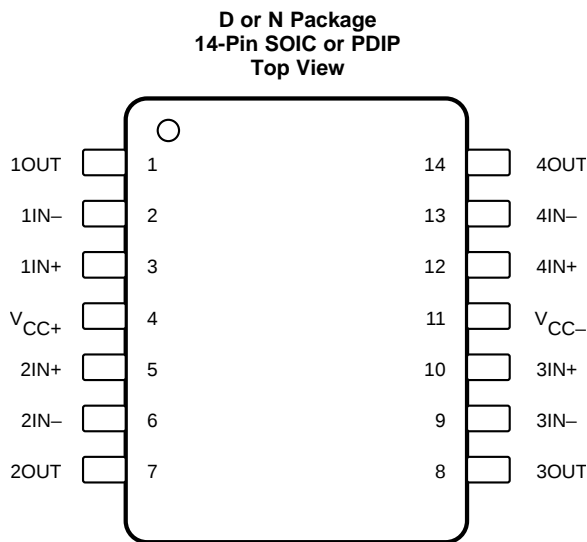 D or N Package
14-Pin SOIC or PDIP
Top View
1OUT 1 14 4OUT
1IN– 2 13 4IN–
1IN+ 3 12 4IN+
VCC+ 4 11 VCC–
2IN+ 5 10 3IN+
2IN– 6 9 3IN–
2OUT 7 8 3OUT